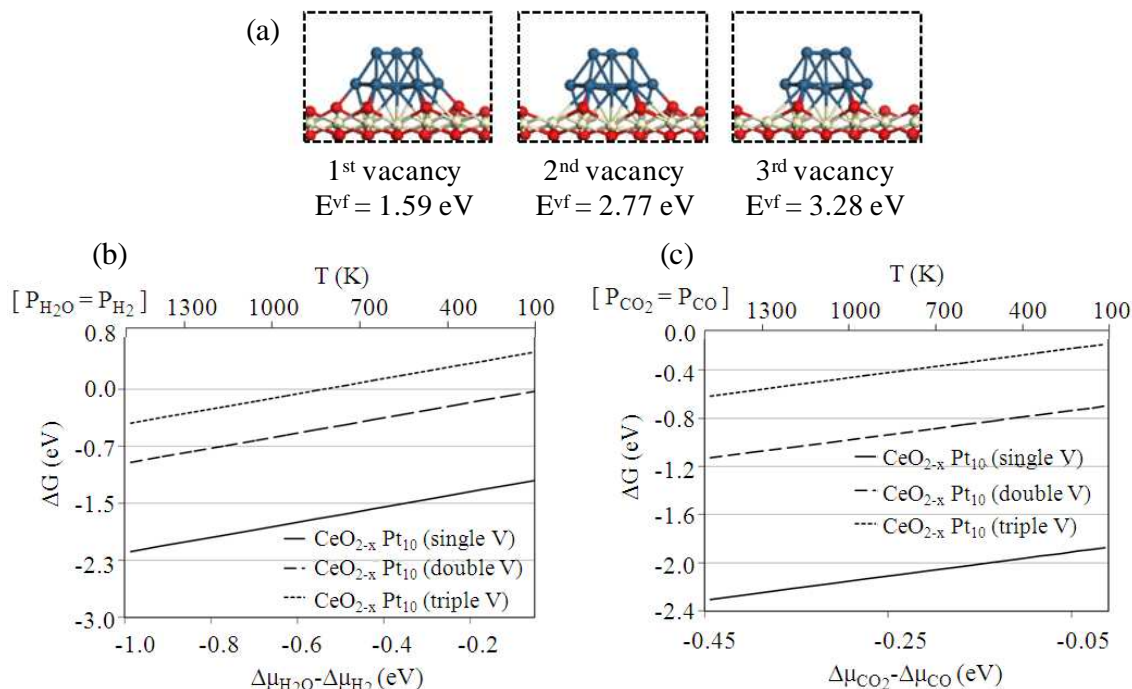 (a)
1st vacancy
Evf = 1.59 eV
2nd vacancy
Evf = 2.77 eV
3rd vacancy
Evf = 3.28 eV
(b)
T (K)
[ PH2O = PH2 ]
1300 1000 700 400 100
0.8
0.0
-0.7
-1.5
-2.3
-3.0
ΔG (eV)
CeO2-x Pt10 (single V)
CeO2-x Pt10 (double V)
CeO2-x Pt10 (triple V)
-1.0 -0.8 -0.6 -0.4 -0.2
ΔμH2O-ΔμH2 (eV)
(c)
T (K)
[ PCO2 = PCO ]
1300 1000 700 400 100
0.0
-0.4
-0.8
-1.2
-1.6
-2.0
-2.4
ΔG (eV)
CeO2-x Pt10 (single V)
CeO2-x Pt10 (double V)
CeO2-x Pt10 (triple V)
-0.45 -0.25 -0.05
ΔμCO2-ΔμCO (eV)